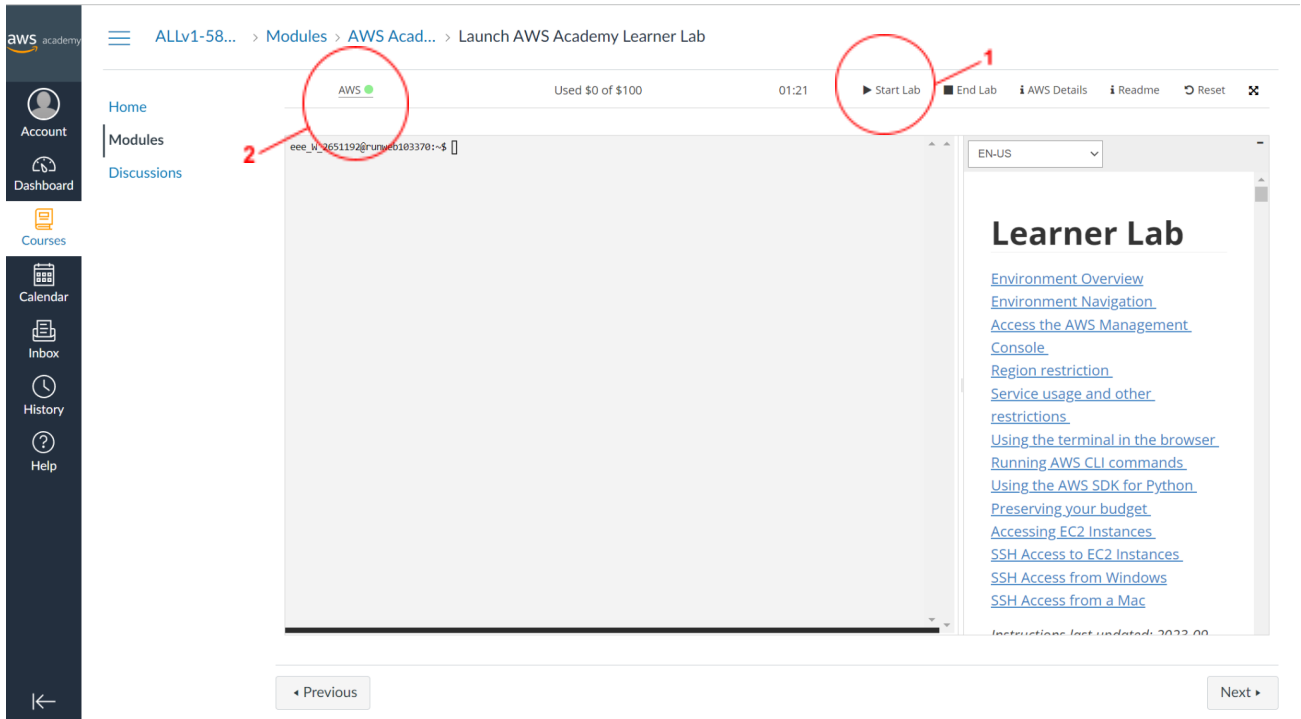 aws academy
ALLv1-58... > Modules > AWS Acad... > Launch AWS Academy Learner Lab
1
AWS
Used $0 of $100
01:21
Start Lab
End Lab
i AWS Details
i Readme
Reset
Account
Dashboard
Courses
Calendar
Inbox
History
Help
Home
Modules
Discussions
2
eee_W_2651192@runweb103370:~$
EN-US
Learner Lab
Environment Overview
Environment Navigation
Access the AWS Management
Console
Region restriction
Service usage and other
restrictions
Using the terminal in the browser
Running AWS CLI commands
Using the AWS SDK for Python
Preserving your budget
Accessing EC2 Instances
SSH Access to EC2 Instances
SSH Access from Windows
SSH Access from a Mac
Instructions last updated: 2023-09
Previous
Next